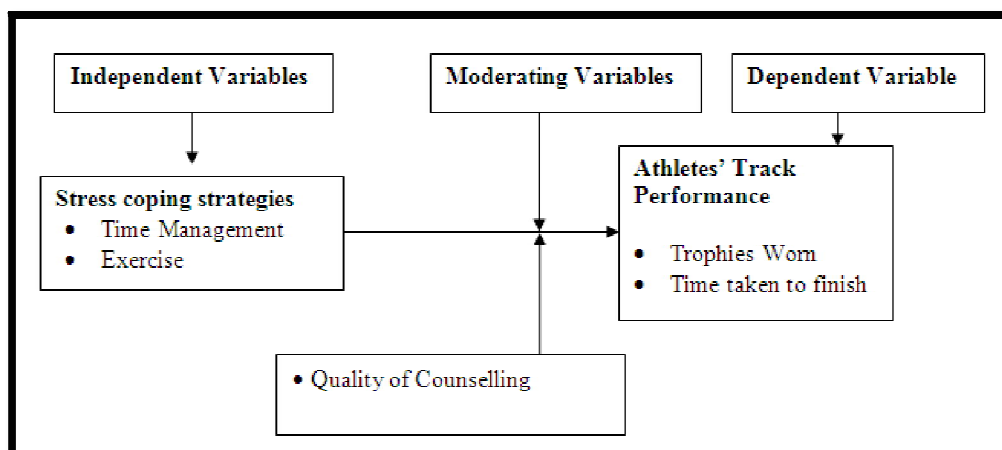 Independent Variables
Moderating Variables
Dependent Variable
Stress coping strategies
• Time Management
• Exercise
Athletes' Track
Performance
• Trophies Worn
• Time taken to finish
• Quality of Counselling